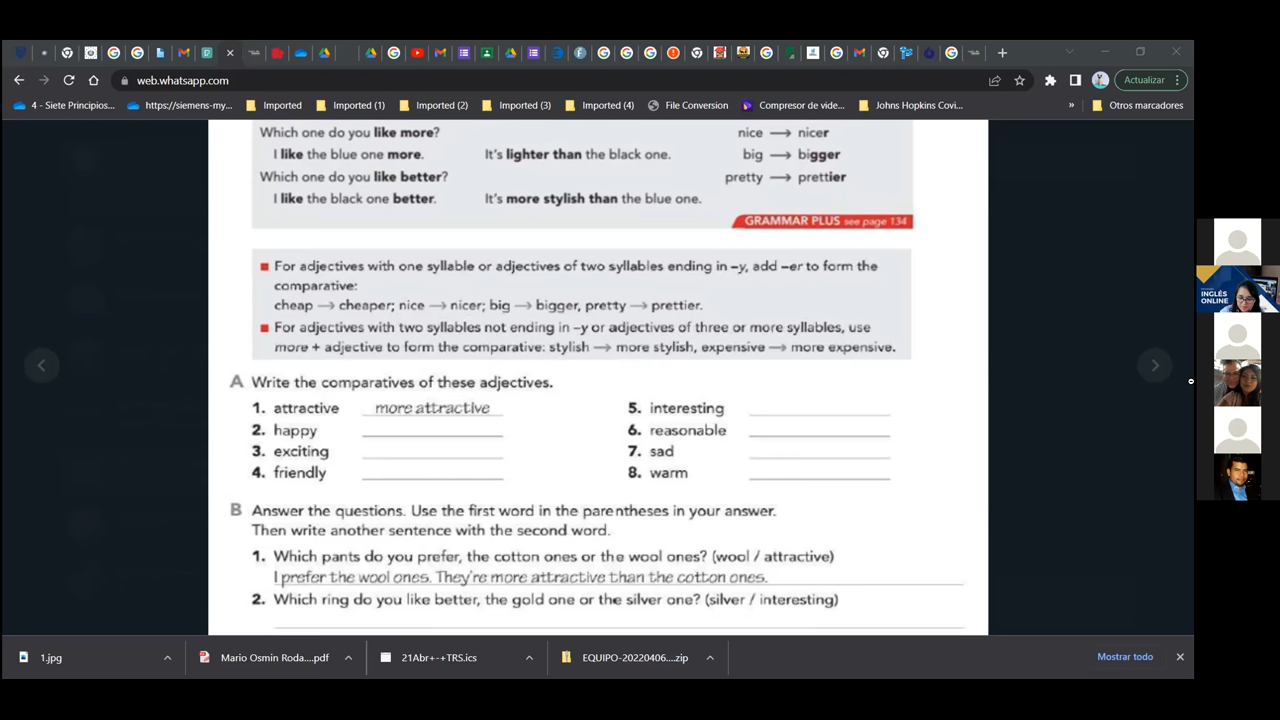 web.whatsapp.com
Actualizar
4 - Siete Principios...
https://siemens-my...
Imported
Imported (1)
Imported (2)
Imported (3)
Imported (4)
File Conversion
Compresor de vide...
Johns Hopkins Covi...
»
Otros marcadores
Which one do you like more? nice → nicer
I like the blue one more. It's lighter than the black one. big → bigger
Which one do you like better? pretty → prettier
I like the black one better. It's more stylish than the blue one.
GRAMMAR PLUS see page 134
■ For adjectives with one syllable or adjectives of two syllables ending in –y, add –er to form the
comparative:
cheap → cheaper; nice → nicer; big → bigger, pretty → prettier.
■ For adjectives with two syllables not ending in –y or adjectives of three or more syllables, use
more + adjective to form the comparative: stylish → more stylish, expensive → more expensive.
A Write the comparatives of these adjectives.
1. attractive more attractive 5. interesting
2. happy 6. reasonable
3. exciting 7. sad
4. friendly 8. warm
B Answer the questions. Use the first word in the parentheses in your answer.
Then write another sentence with the second word.
1. Which pants do you prefer, the cotton ones or the wool ones? (wool / attractive)
I prefer the wool ones. They're more attractive than the cotton ones.
2. Which ring do you like better, the gold one or the silver one? (silver / interesting)
INGLÉS
ONLINE
1.jpg
Mario Osmin Roda....pdf
21Abr+-+TRS.ics
EQUIPO-20220406....zip
Mostrar todo